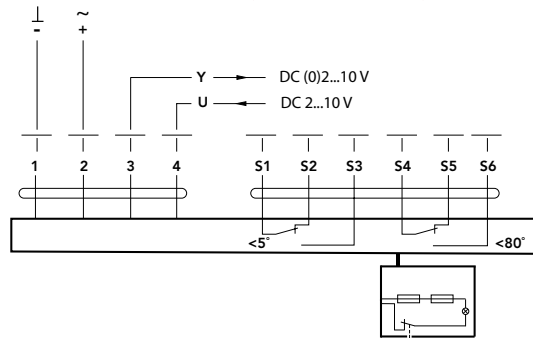 ⊥ ~
- +
Y DC (0)2...10 V
U DC 2...10 V
1 2 3 4 S1 S2 S3 S4 S5 S6
<5° <80°